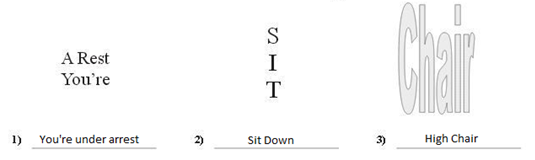 A Rest
You're
S
I
T
Chair
1) You're under arrest
2) Sit Down
3) High Chair